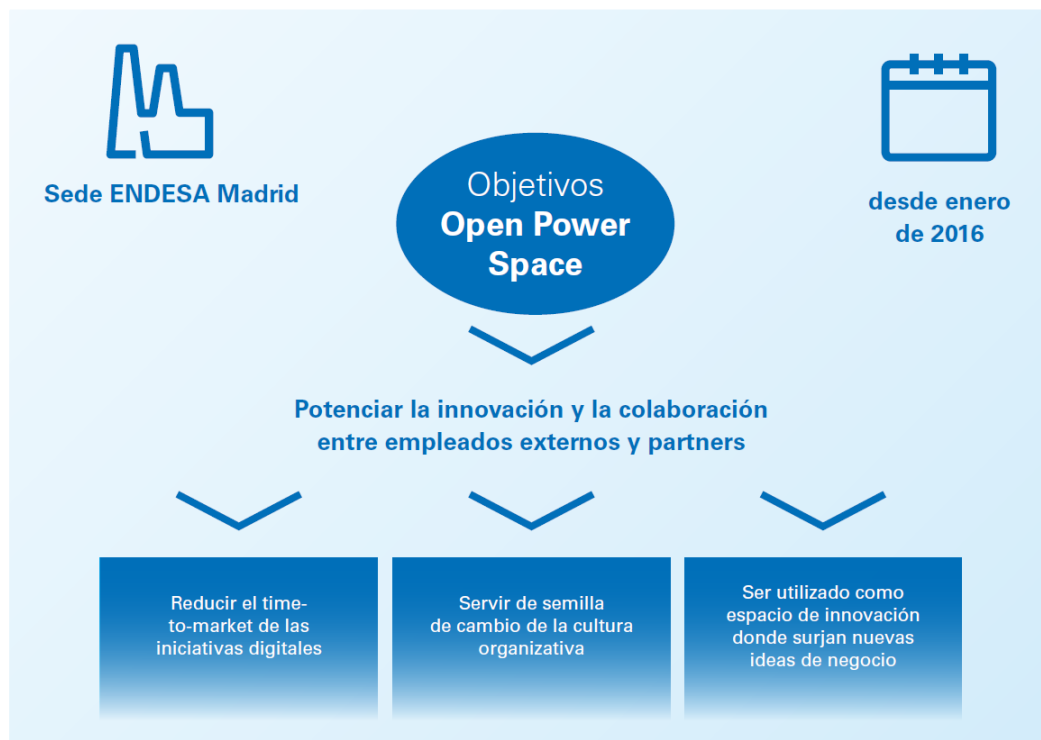 Sede ENDESA Madrid
desde enero
de 2016
Objetivos
Open Power
Space
Potenciar la innovación y la colaboración
entre empleados externos y partners
Reducir el time-
to-market de las
iniciativas digitales
Servir de semilla
de cambio de la cultura
organizativa
Ser utilizado como
espacio de innovación
donde surjan nuevas
ideas de negocio